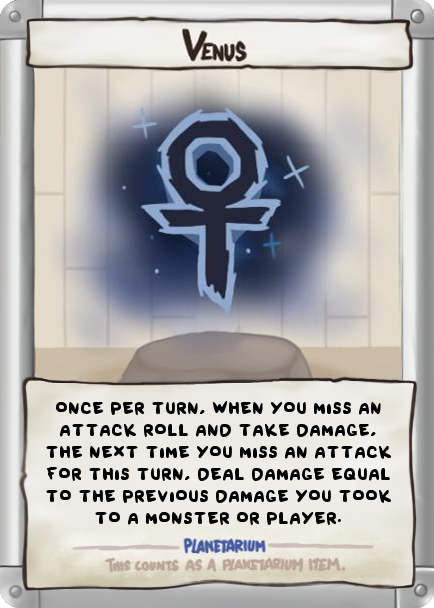 Venus
ONCE PER TURN, WHEN YOU MISS AN
ATTACK ROLL AND TAKE DAMAGE,
THE NEXT TIME YOU MISS AN ATTACK
FOR THIS TURN, DEAL DAMAGE EQUAL
TO THE PREVIOUS DAMAGE YOU TOOK
TO A MONSTER OR PLAYER.
PLANETARIUM
THIS COUNTS AS A PLANETARIUM ITEM.